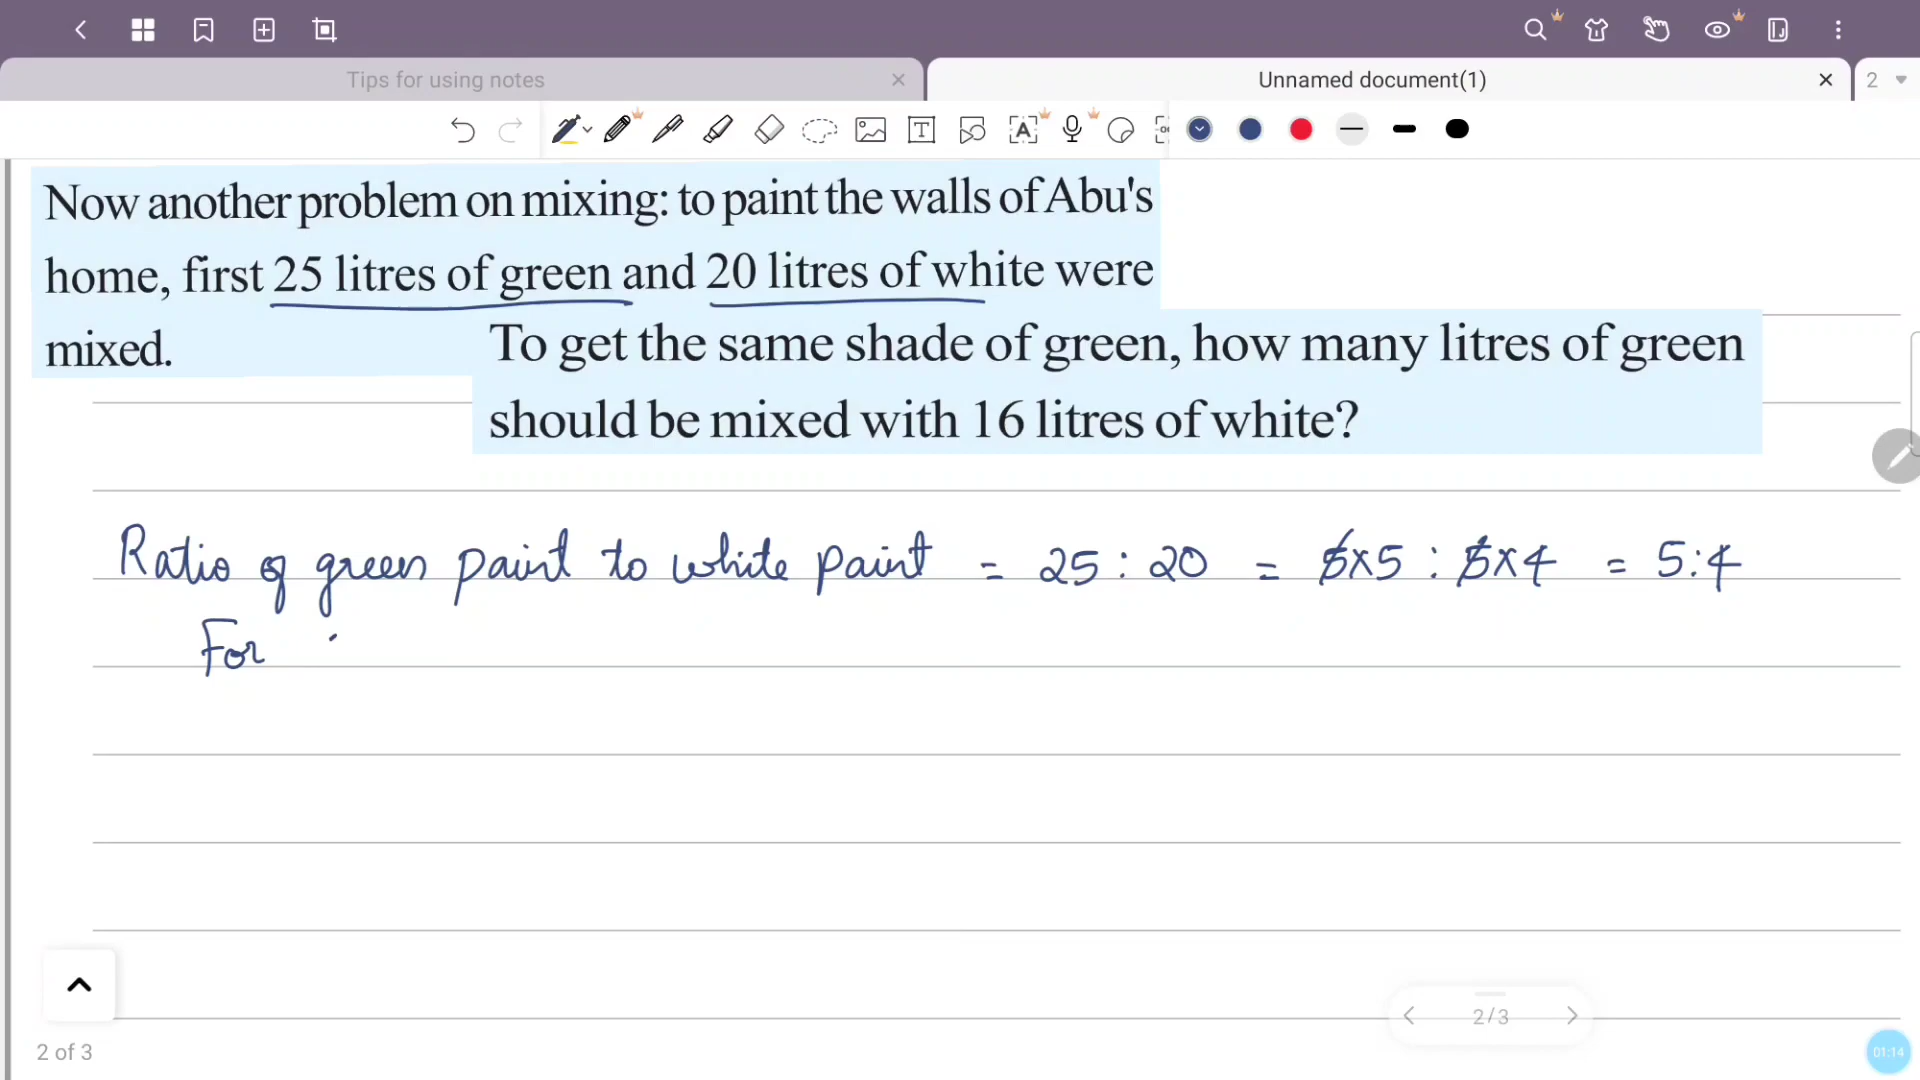 Tips for using notes
Unnamed document(1)
2
Now another problem on mixing: to paint the walls of Abu's
home, first 25 litres of green and 20 litres of white were
mixed.
To get the same shade of green, how many litres of green
should be mixed with 16 litres of white?
Ratio of green paint to white paint = 25 : 20 = 5x5 : 5x4 = 5:4
For
2/3
2 of 3
01:14